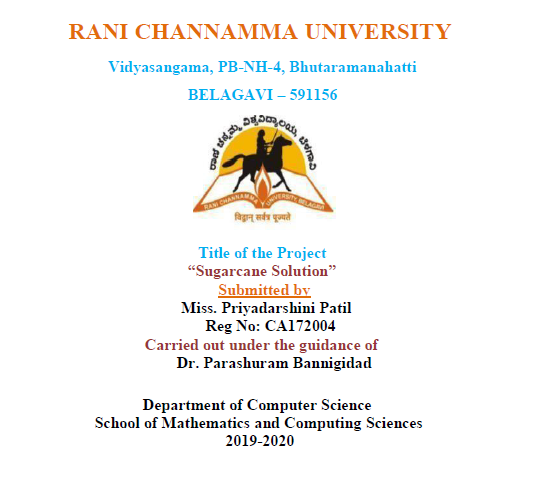 RANI CHANNAMMA UNIVERSITY
Vidyasangama, PB-NH-4, Bhutaramanahatti
BELAGAVI – 591156
ರಾಣಿ ಚನ್ನಮ್ಮ ವಿಶ್ವವಿದ್ಯಾಲಯ, ಬೆಳಗಾವಿ
RANI CHANNAMMA UNIVERSITY, BELAGAVI
विद्वान् सर्वत्र पूज्यते
Title of the Project
“Sugarcane Solution”
Submitted by
Miss. Priyadarshini Patil
Reg No: CA172004
Carried out under the guidance of
Dr. Parashuram Bannigidad
Department of Computer Science
School of Mathematics and Computing Sciences
2019-2020